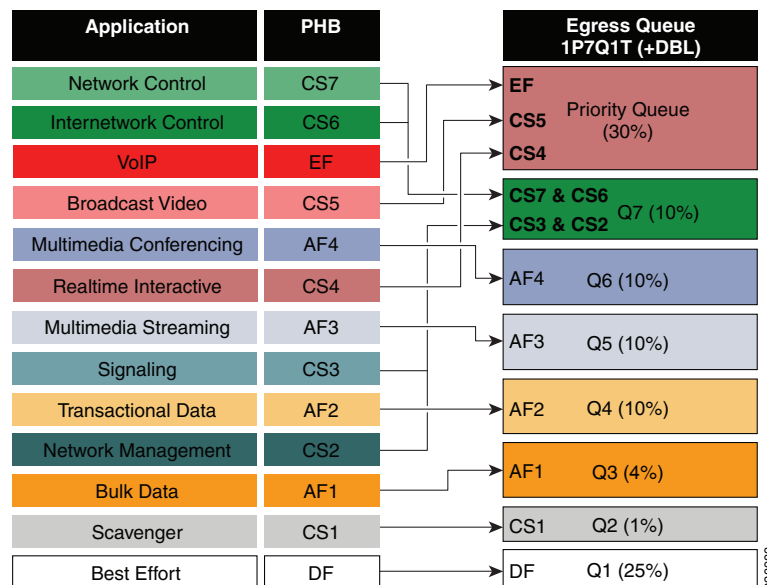 Application PHB
Egress Queue
1P7Q1T (+DBL)
Network Control CS7
Internetwork Control CS6
VoIP EF
Broadcast Video CS5
Multimedia Conferencing AF4
Realtime Interactive CS4
Multimedia Streaming AF3
Signaling CS3
Transactional Data AF2
Network Management CS2
Bulk Data AF1
Scavenger CS1
Best Effort DF
EF
CS5 Priority Queue
(30%)
CS4
CS7 & CS6
Q7 (10%)
CS3 & CS2
AF4 Q6 (10%)
AF3 Q5 (10%)
AF2 Q4 (10%)
AF1 Q3 (4%)
CS1 Q2 (1%)
DF Q1 (25%)